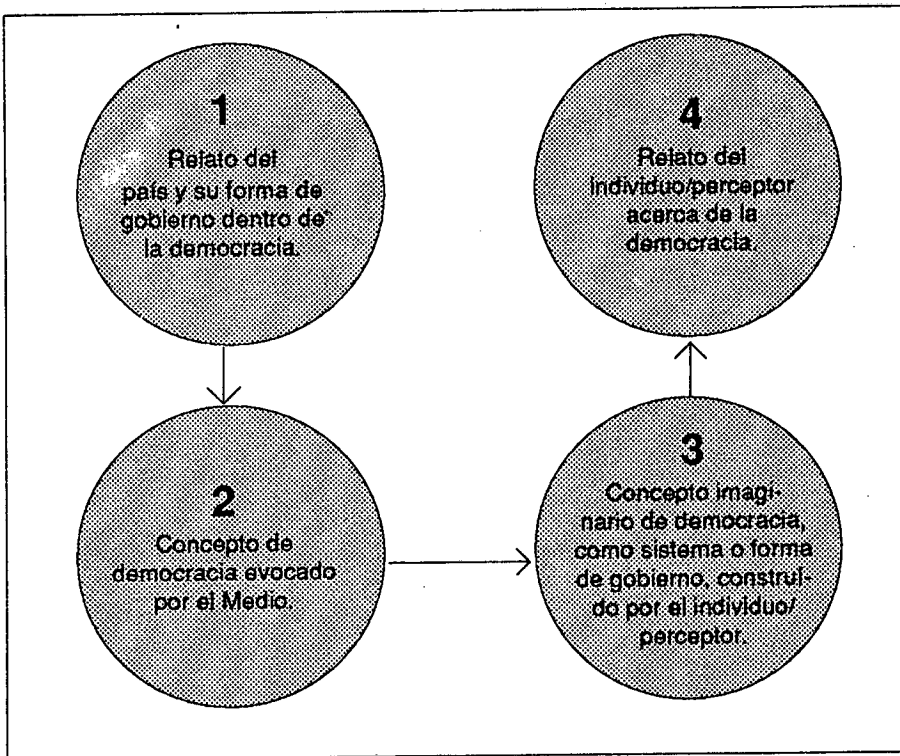 1
Relato del
país y su forma de
gobierno dentro de
la democracia.
2
Concepto de
democracia evocado
por el Medio.
3
Concepto imagi-
nario de democracia,
como sistema o forma
de gobierno, construi-
do por el individuo/
perceptor.
4
Relato del
individuo/perceptor
acerca de la
democracia.